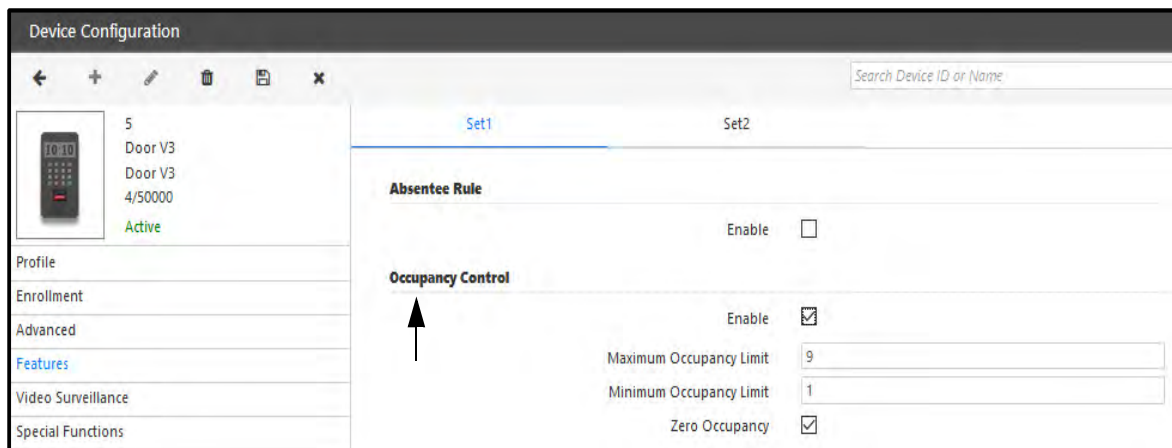 Device Configuration
Search Device ID or Name
5
Door V3
Door V3
4/50000
Active
Profile
Enrollment
Advanced
Features
Video Surveillance
Special Functions
Set1 Set2
Absentee Rule
Enable
Occupancy Control
Enable
Maximum Occupancy Limit 9
Minimum Occupancy Limit 1
Zero Occupancy